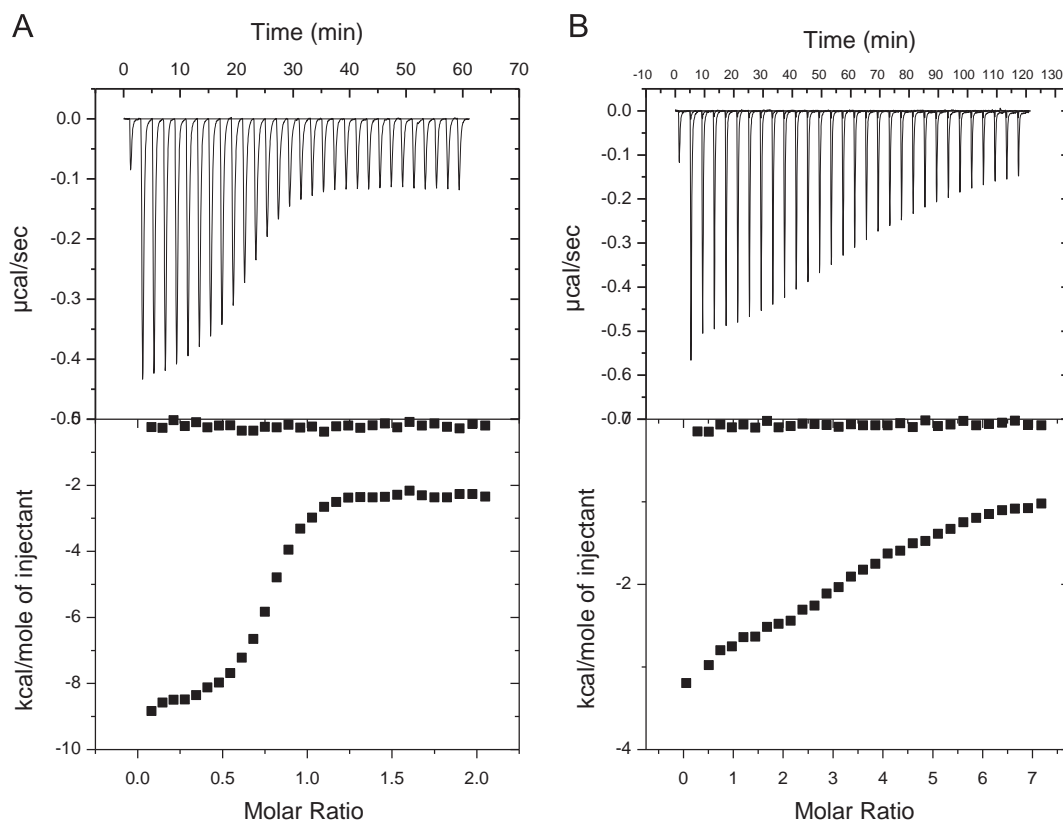 A
Time (min)
0 10 20 30 40 50 60 70
0.0
-0.1
-0.2
-0.3
-0.4
µcal/sec
-2
-4
-6
-8
-10
kcal/mole of injectant
0.0 0.5 1.0 1.5 2.0
Molar Ratio
B
Time (min)
-10 0 10 20 30 40 50 60 70 80 90 100 110 120 130
0.0
-0.1
-0.2
-0.3
-0.4
-0.5
-0.6
µcal/sec
-2
-4
kcal/mole of injectant
0 1 2 3 4 5 6 7
Molar Ratio